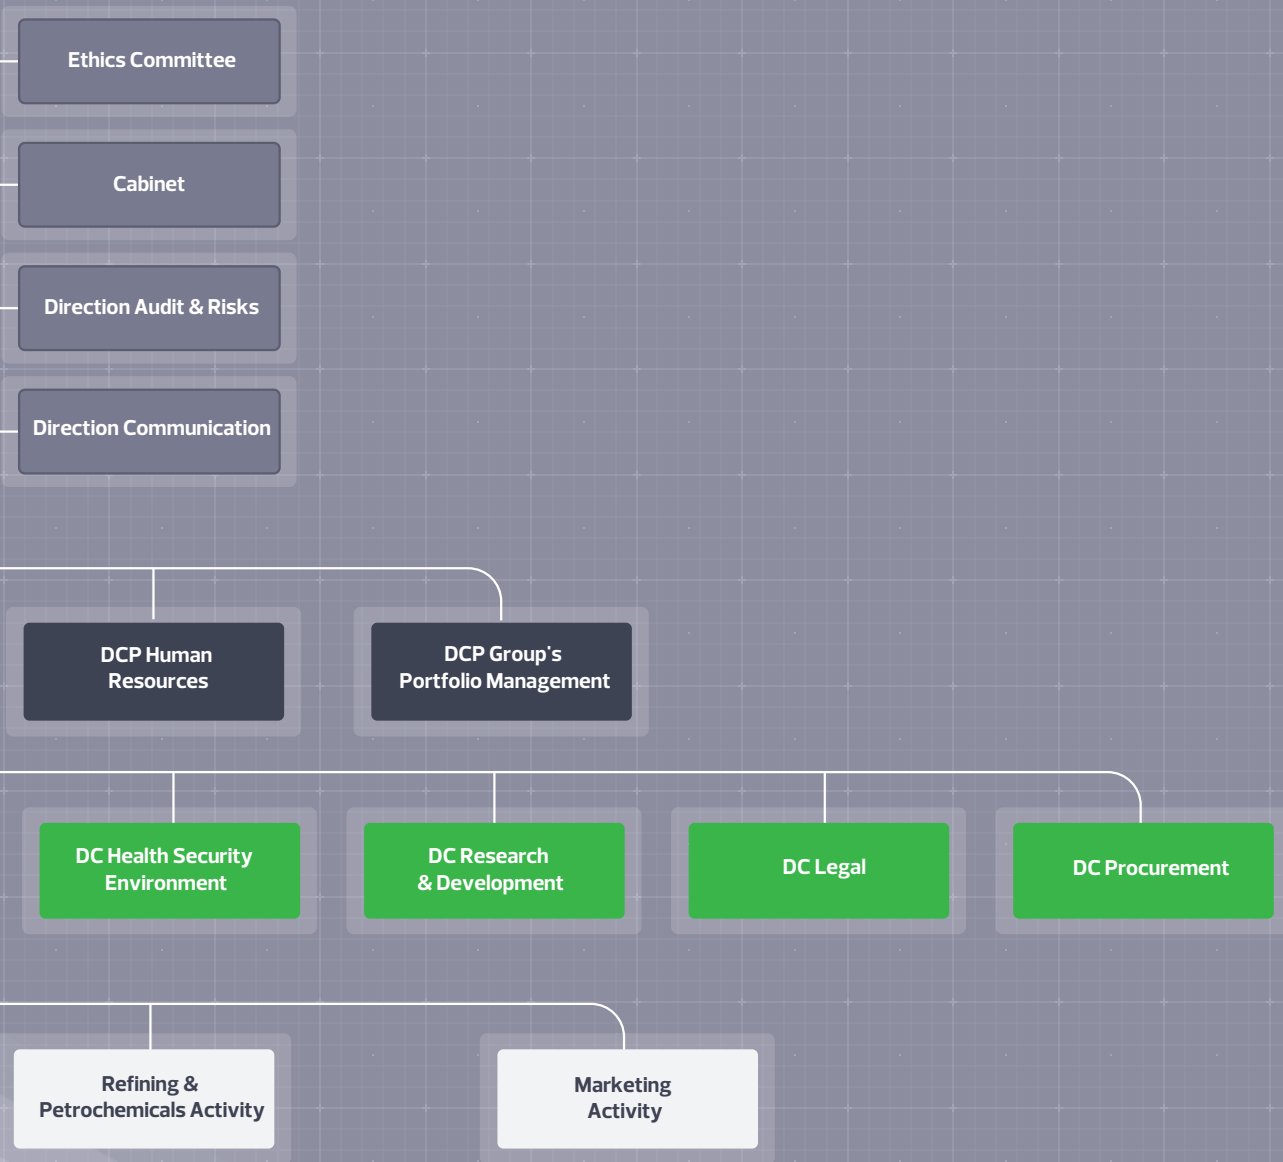 Ethics Committee
Cabinet
Direction Audit & Risks
Direction Communication
DCP Human
Resources
DCP Group's
Portfolio Management
DC Health Security
Environment
DC Research
& Development
DC Legal
DC Procurement
Refining &
Petrochemicals Activity
Marketing
Activity